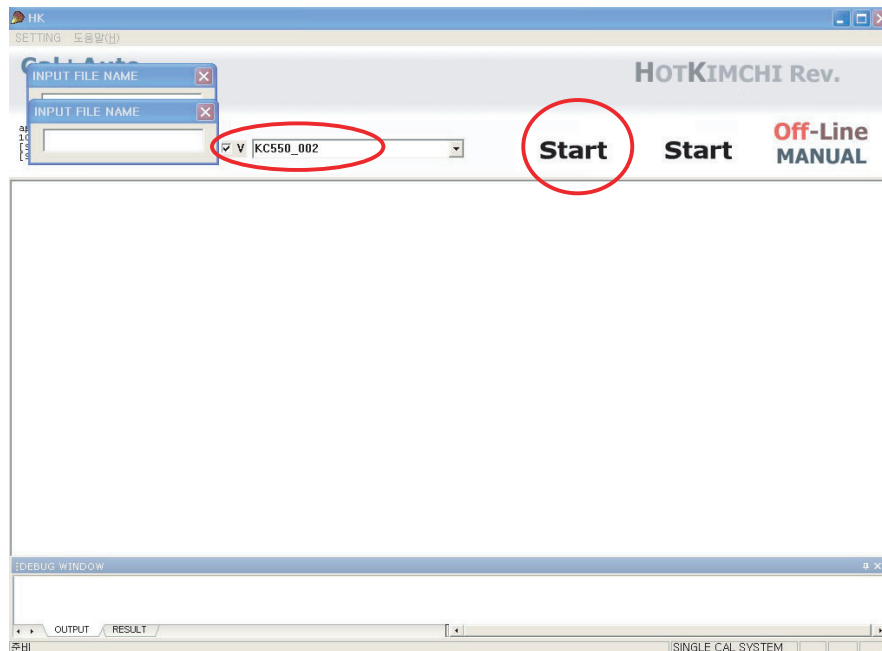 HK
SETTING 도움말(H)
HOTKIMCHI Rev.
INPUT FILE NAME
INPUT FILE NAME
V KC550_002
Start
Start
Off-Line
MANUAL
DEBUG WINDOW
OUTPUT RESULT
준비 SINGLE CAL SYSTEM